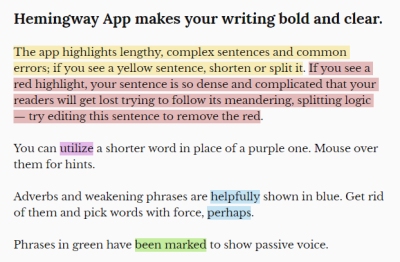 Hemingway App makes your writing bold and clear.
The app highlights lengthy, complex sentences and common
errors; if you see a yellow sentence, shorten or split it. If you see a
red highlight, your sentence is so dense and complicated that your
readers will get lost trying to follow its meandering, splitting logic
— try editing this sentence to remove the red.
You can utilize a shorter word in place of a purple one. Mouse over
them for hints.
Adverbs and weakening phrases are helpfully shown in blue. Get rid
of them and pick words with force, perhaps.
Phrases in green have been marked to show passive voice.